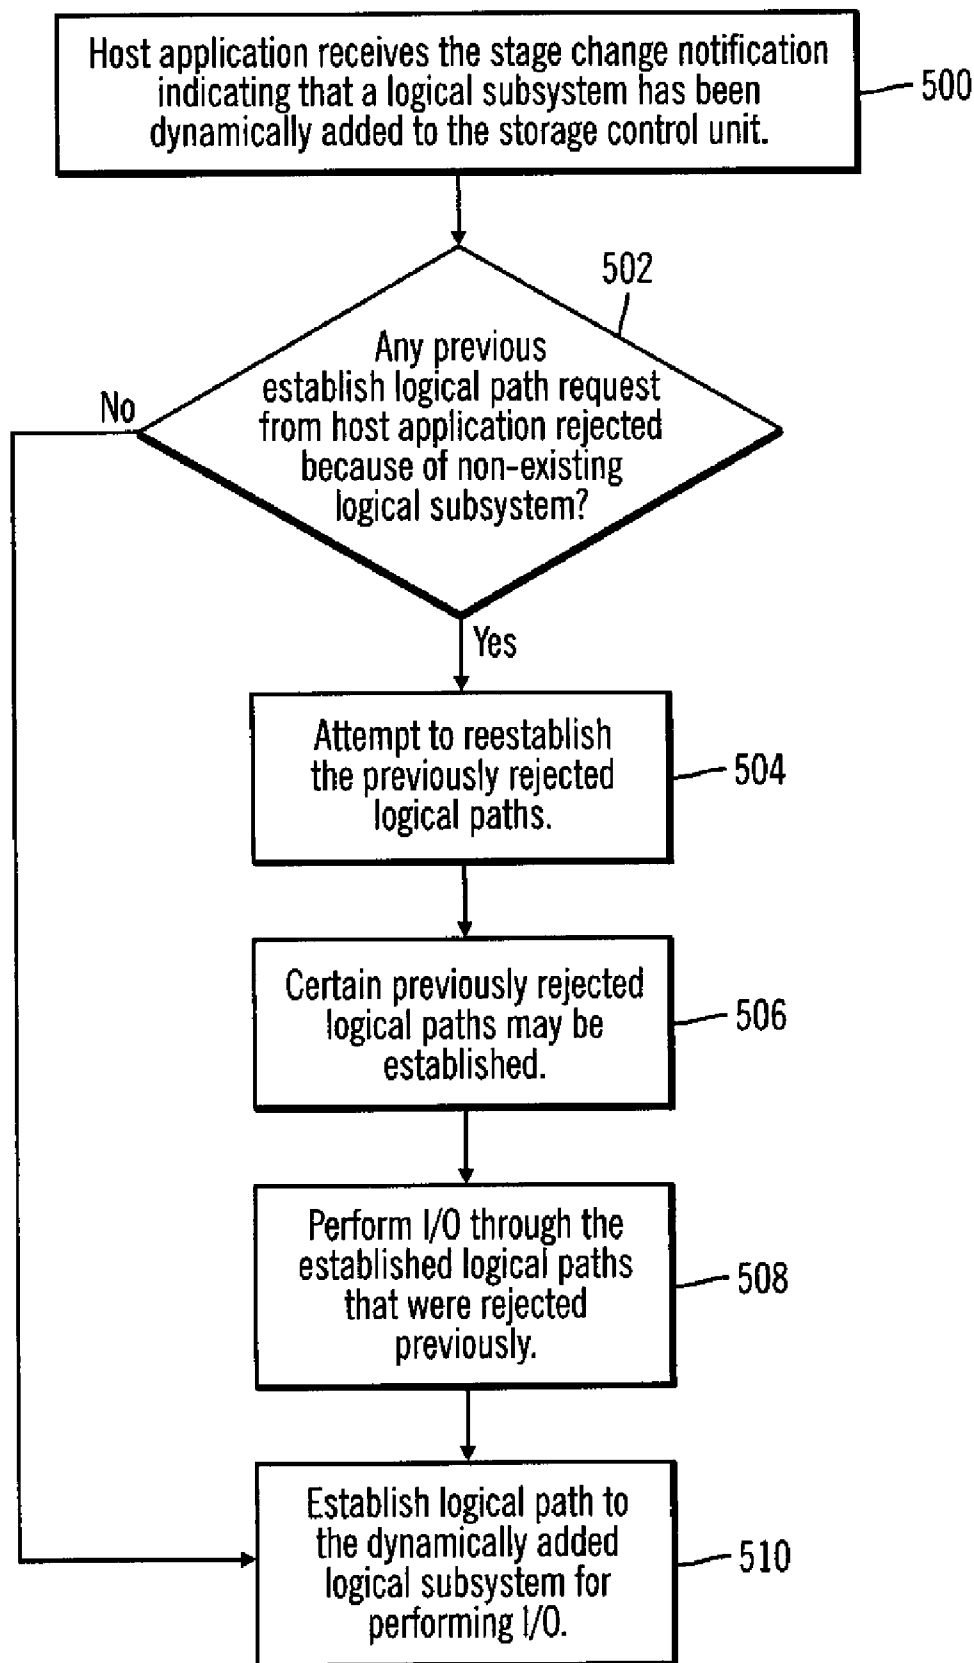 Host application receives the stage change notification
indicating that a logical subsystem has been
dynamically added to the storage control unit.
500
502
Any previous
establish logical path request
from host application rejected
because of non-existing
logical subsystem?
No
Yes
Attempt to reestablish
the previously rejected
logical paths.
504
Certain previously rejected
logical paths may be
established.
506
Perform I/O through the
established logical paths
that were rejected
previously.
508
Establish logical path to
the dynamically added
logical subsystem for
performing I/O.
510